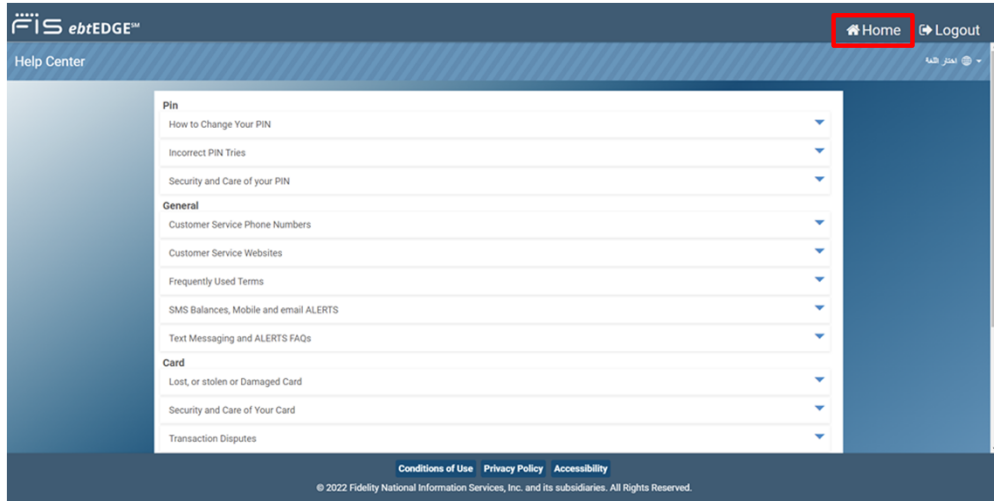 FIS ebtEDGE℠
Home Logout
Help Center
اختر اللغة
Pin
How to Change Your PIN
Incorrect PIN Tries
Security and Care of your PIN
General
Customer Service Phone Numbers
Customer Service Websites
Frequently Used Terms
SMS Balances, Mobile and email ALERTS
Text Messaging and ALERTS FAQs
Card
Lost, or stolen or Damaged Card
Security and Care of Your Card
Transaction Disputes
Conditions of Use Privacy Policy Accessibility
© 2022 Fidelity National Information Services, Inc. and its subsidiaries. All Rights Reserved.